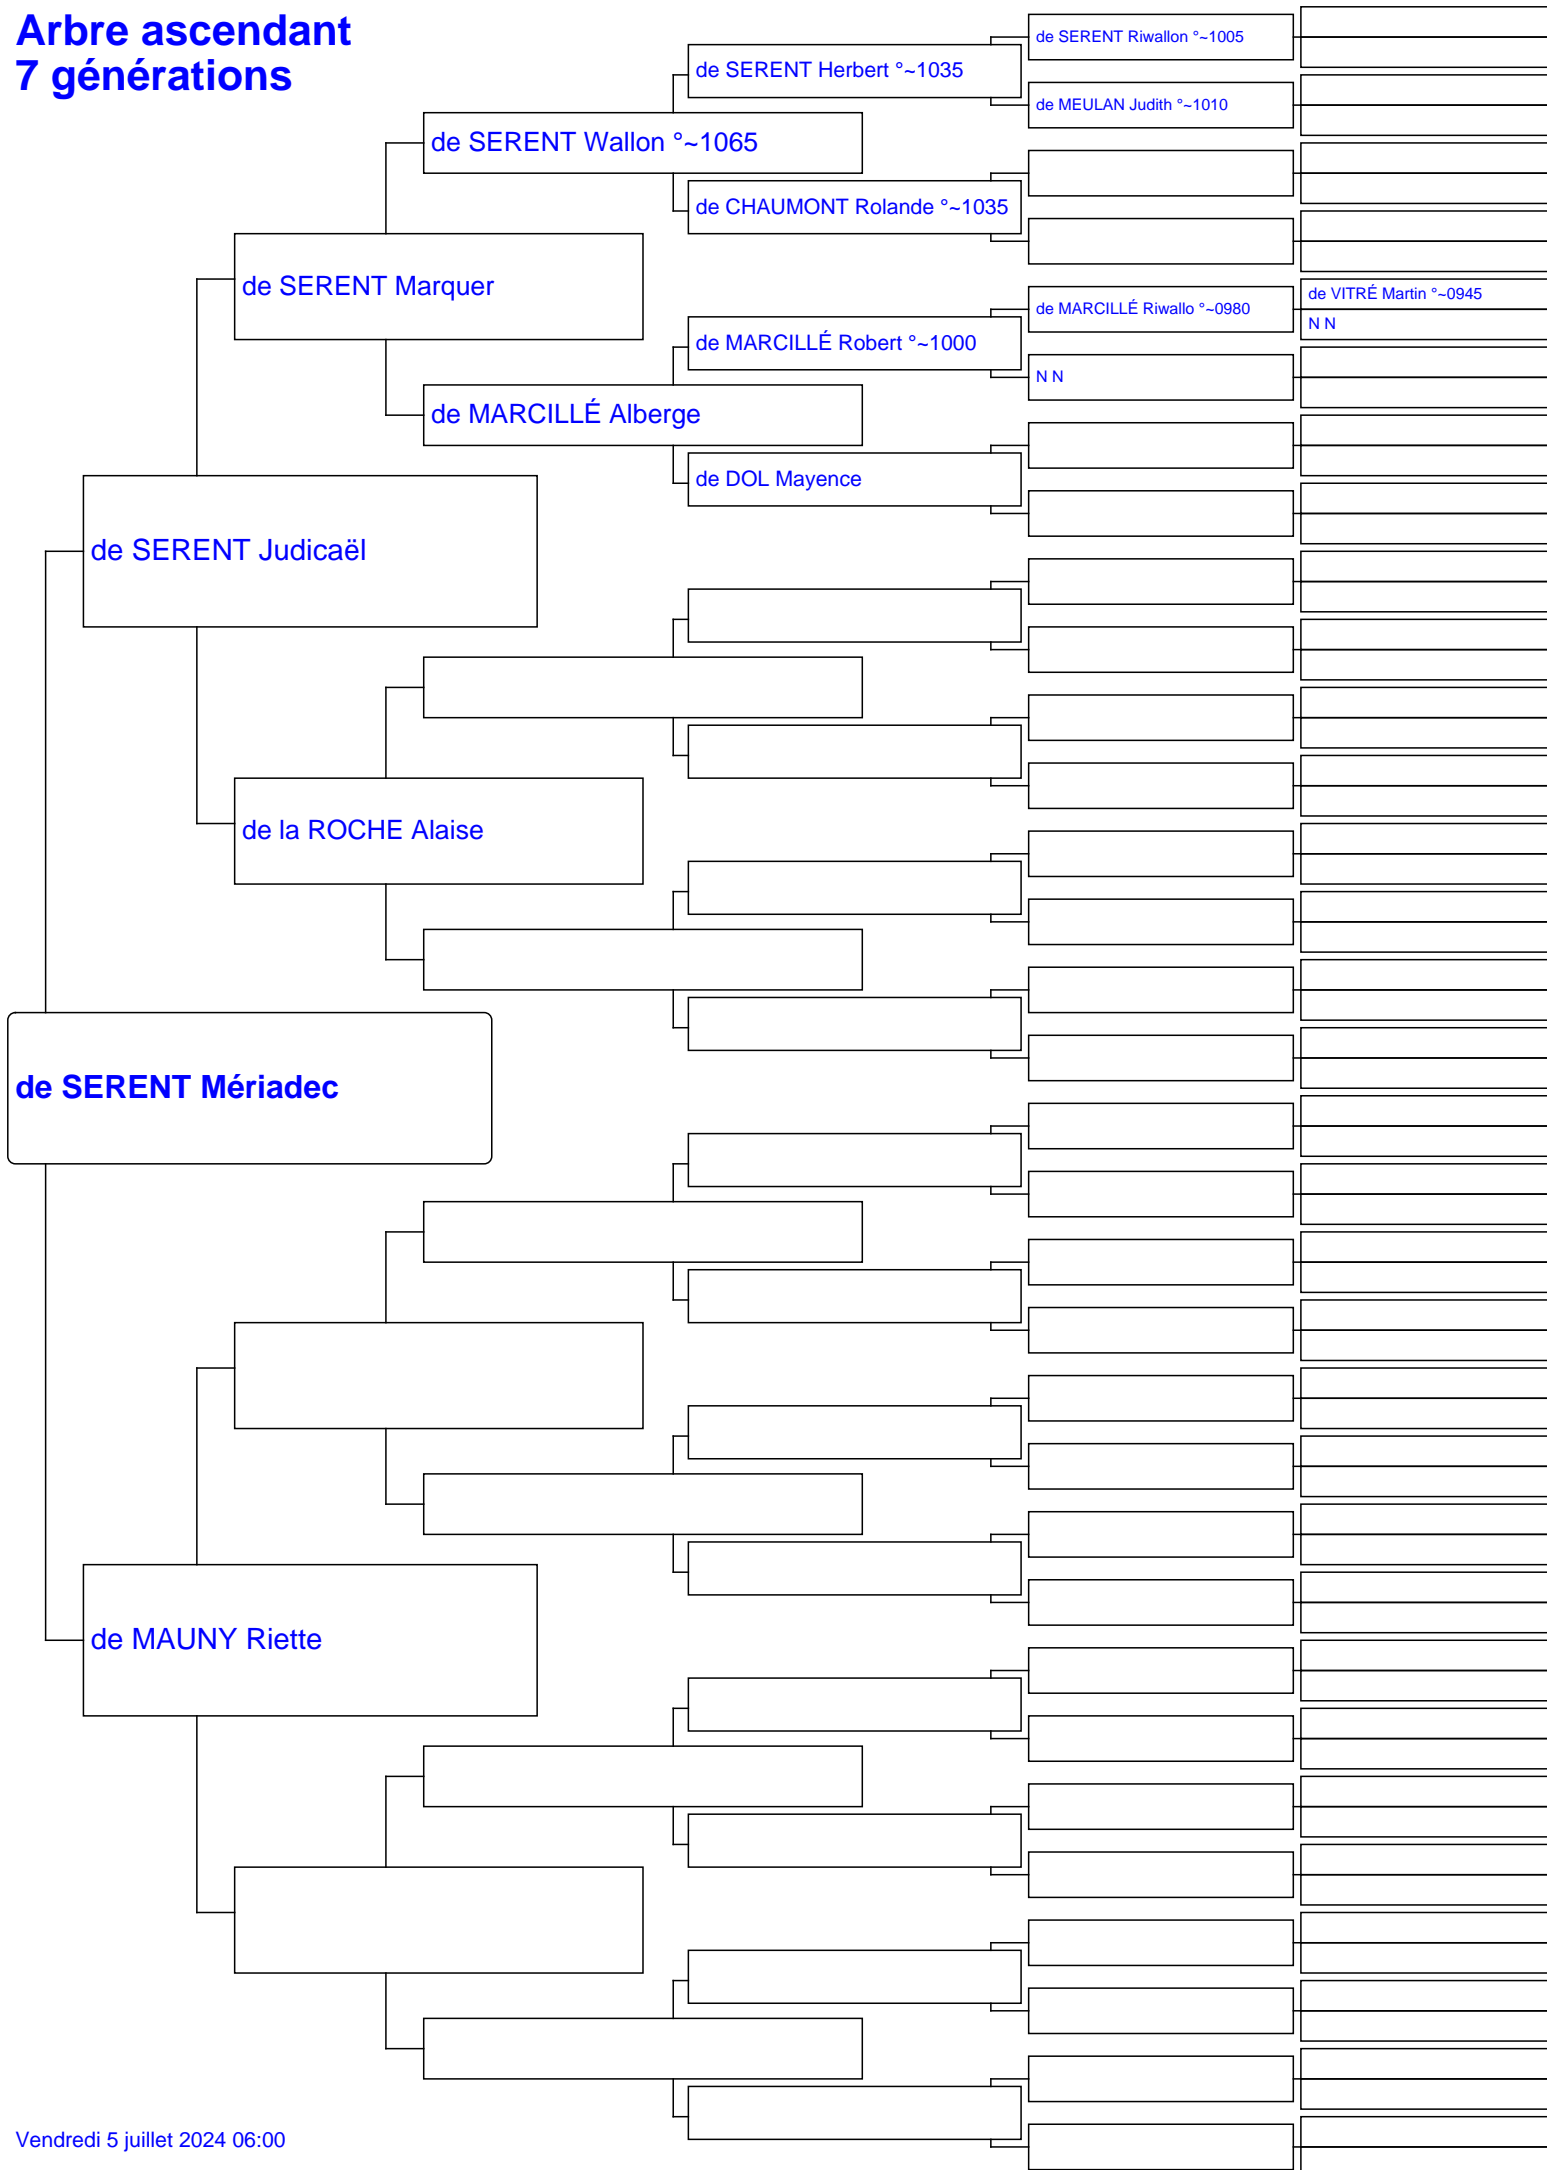 Arbre ascendant
7 générations
de SERENT Riwallon °~1005
de SERENT Herbert °~1035
de MEULAN Judith °~1010
de SERENT Wallon °~1065
de CHAUMONT Rolande °~1035
de SERENT Marquer
de VITRÉ Martin °~0945
de MARCILLÉ Riwallo °~0980
N N
de MARCILLÉ Robert °~1000
N N
de MARCILLÉ Alberge
de DOL Mayence
de SERENT Judicaël
de la ROCHE Alaise
de SERENT Mériadec
de MAUNY Riette
Vendredi 5 juillet 2024 06:00